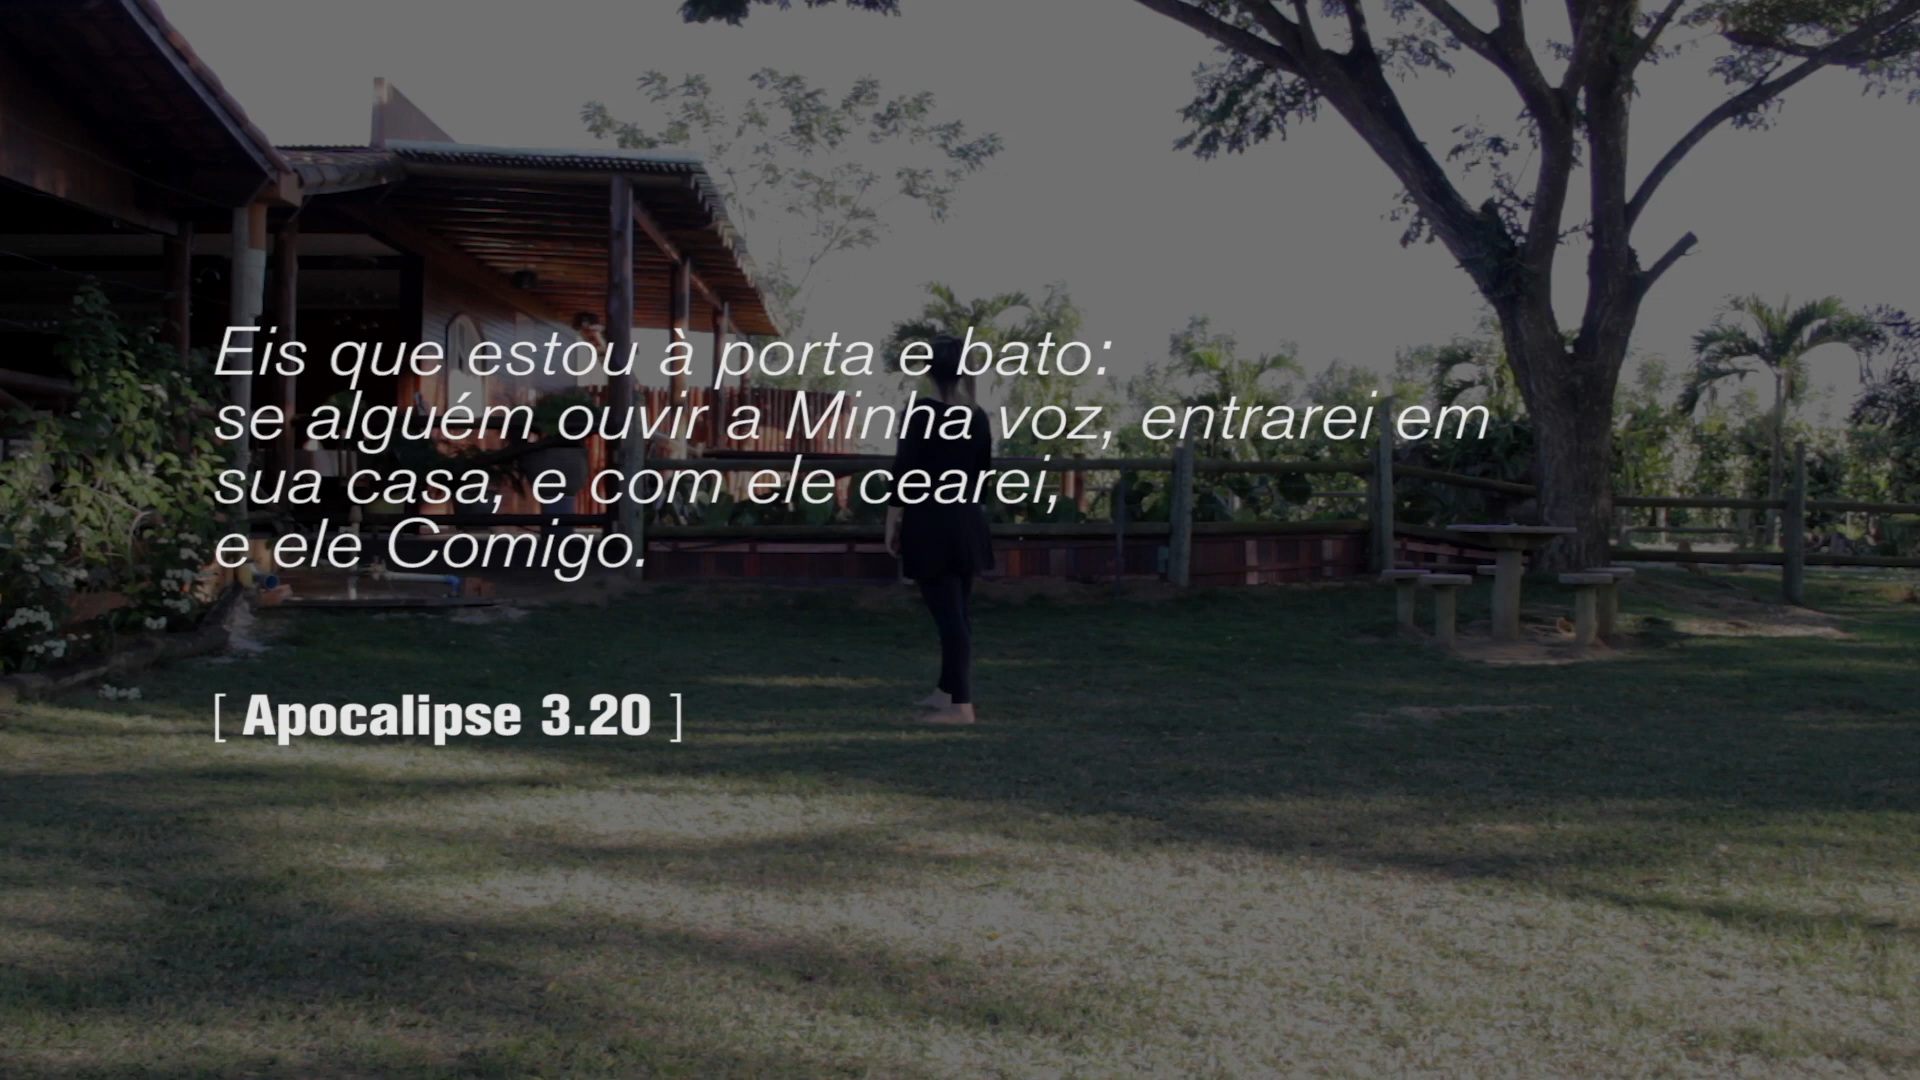 Eis que estou à porta e bato:
se alguém ouvir a Minha voz, entrarei em
sua casa, e com ele cearei,
e ele Comigo.
[ Apocalipse 3.20 ]